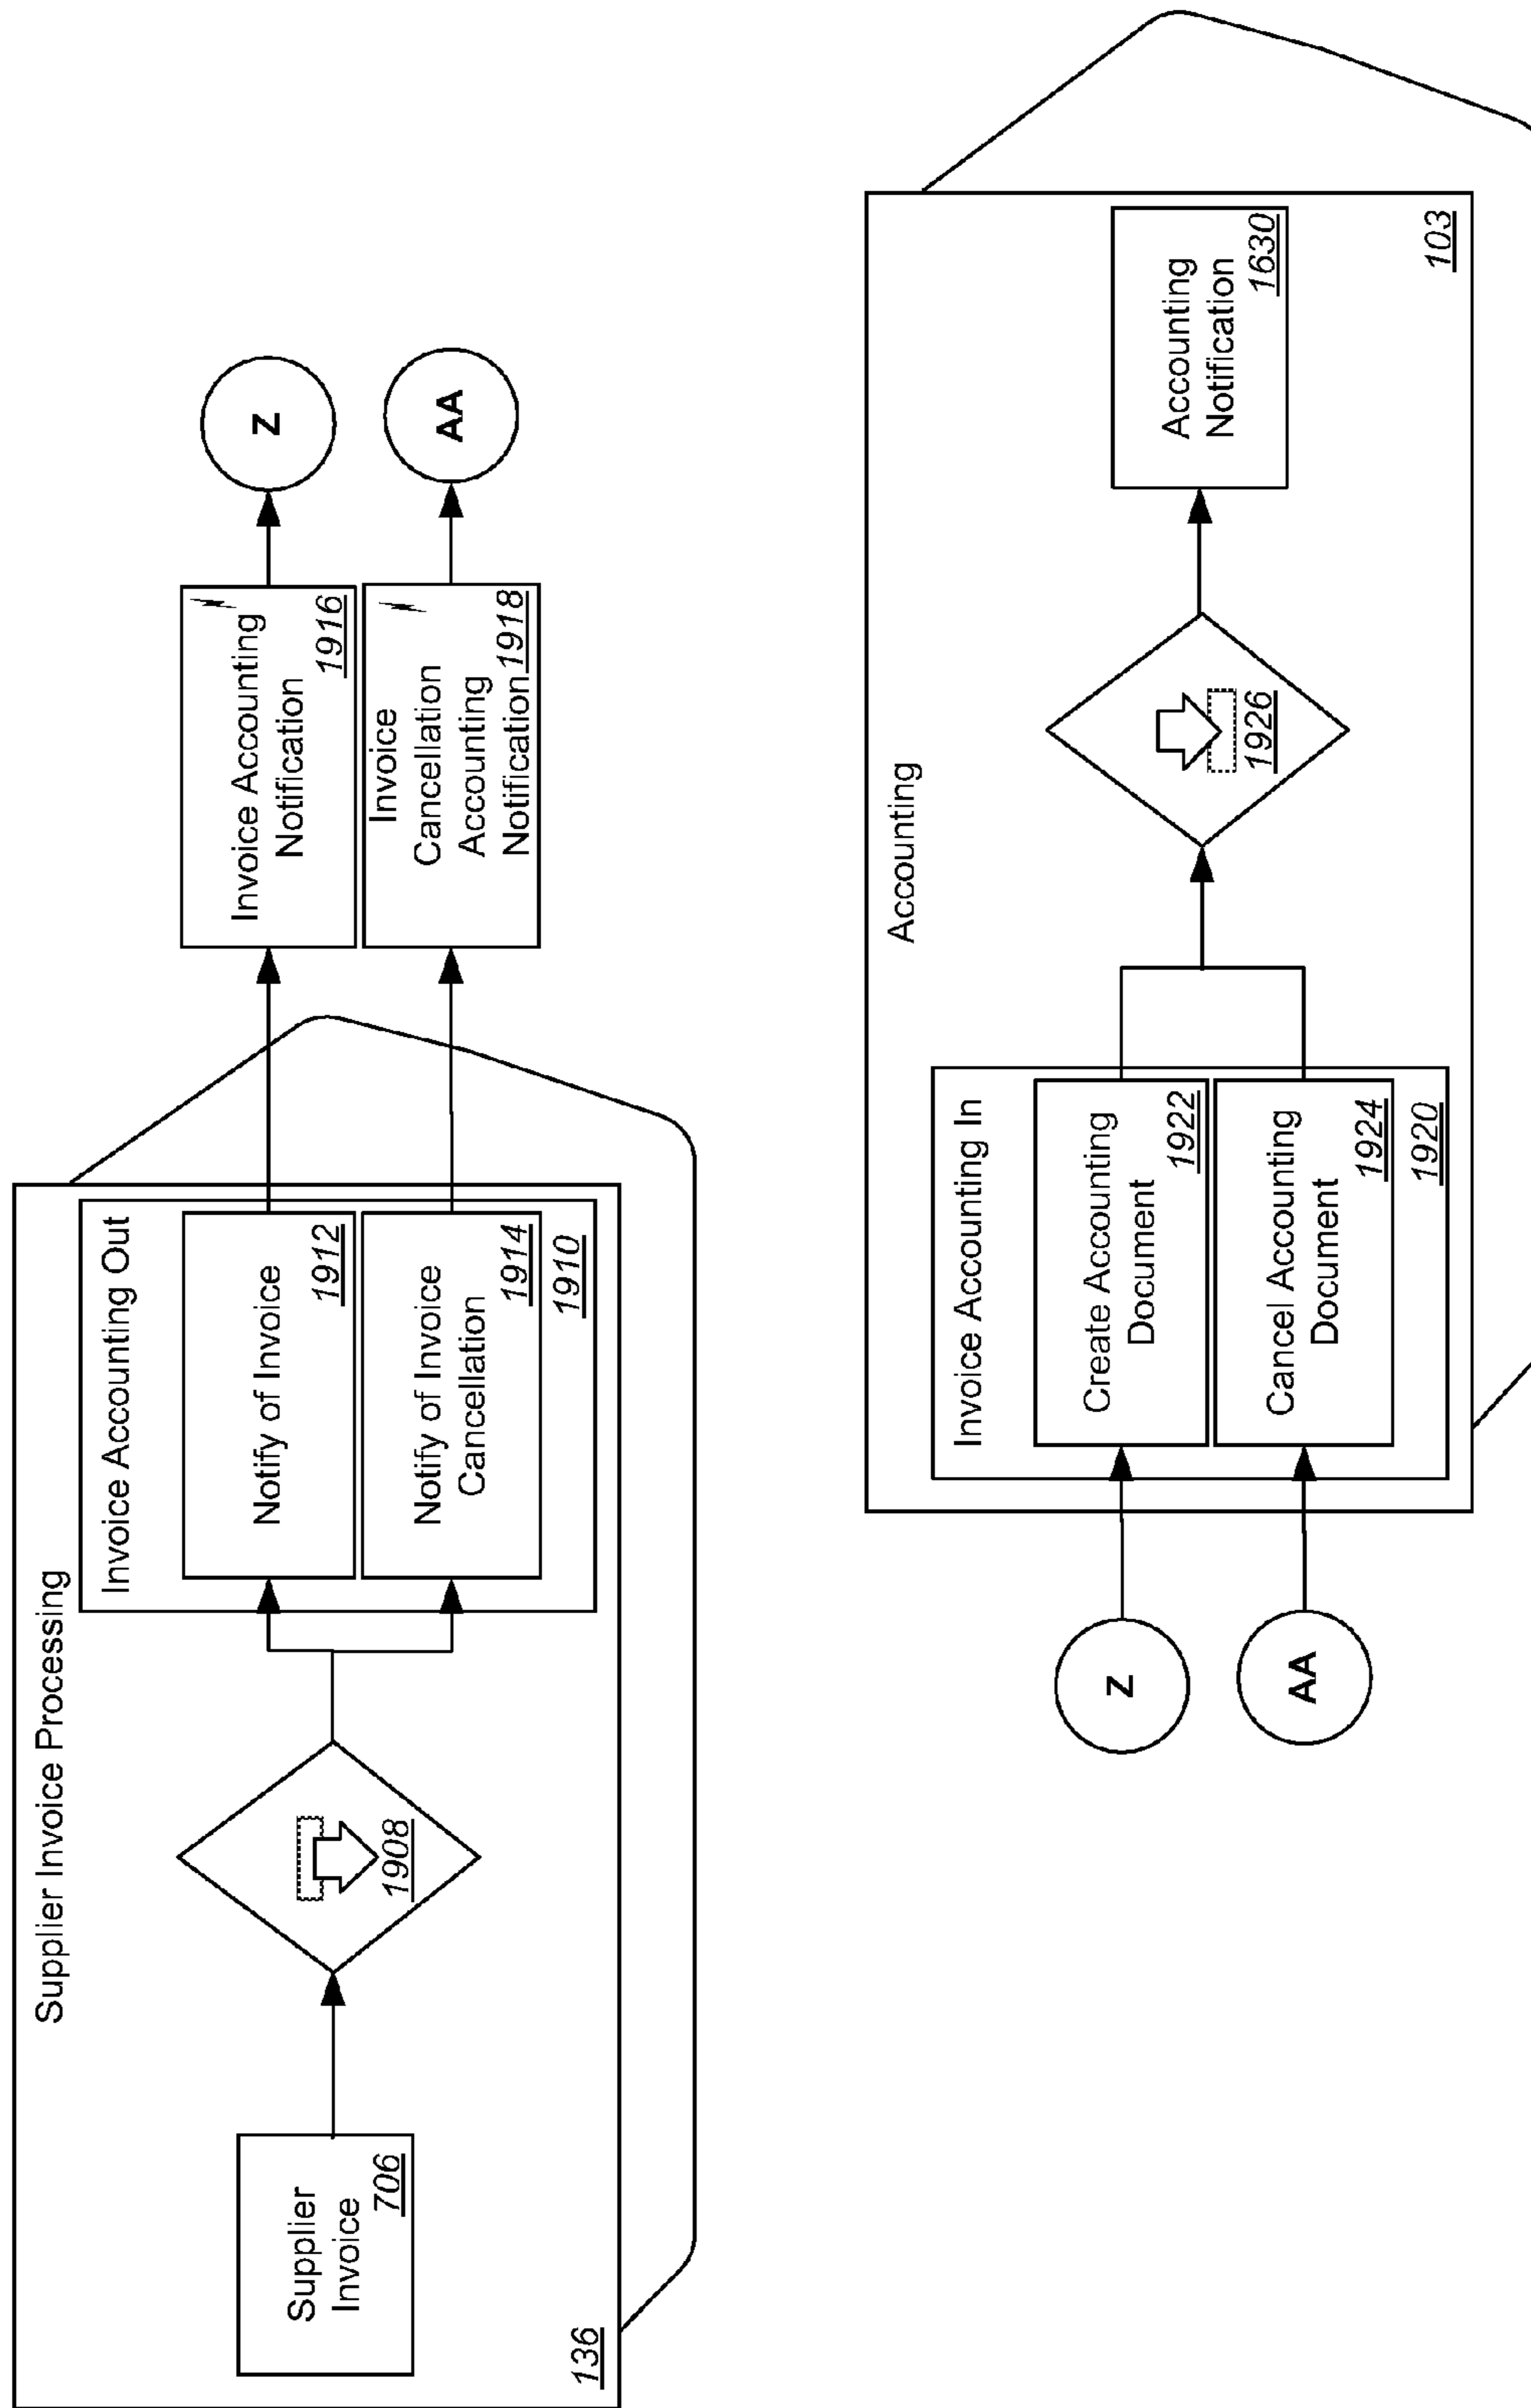 Supplier Invoice Processing
Supplier
Invoice
706
1908
Invoice Accounting Out
Notify of Invoice
1912
Notify of Invoice
Cancellation
1914
1910
136
Invoice Accounting
Notification
1916
Invoice
Cancellation
Accounting
Notification
1918
Z
AA
Z
AA
Accounting
Invoice Accounting In
Create Accounting
Document
1922
Cancel Accounting
Document
1924
1920
1926
Accounting
Notification
1630
103